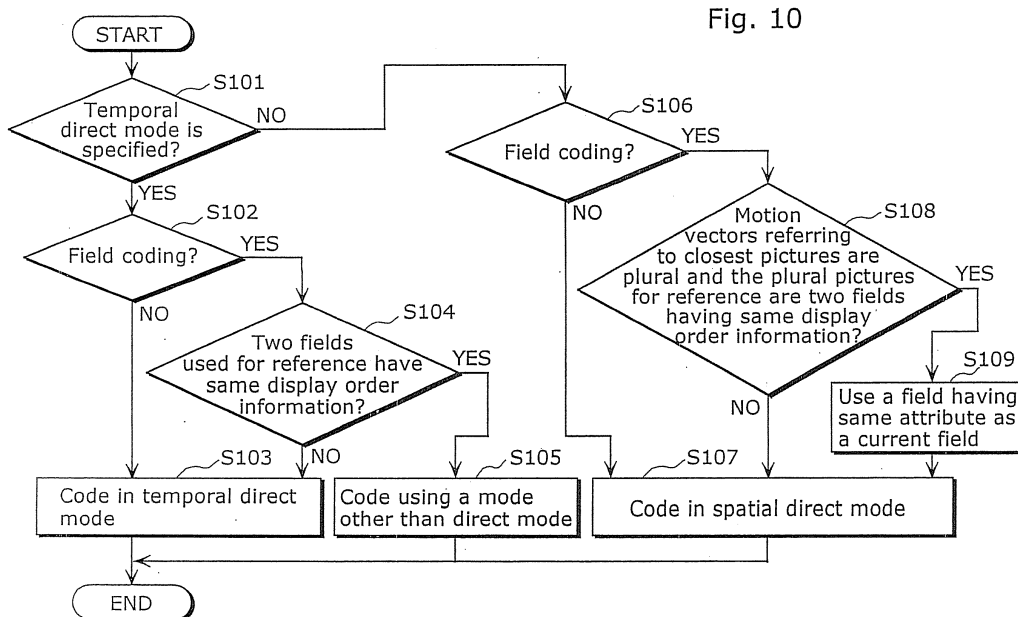 Fig. 10
START
S101
Temporal
direct mode is
specified?
NO
YES
S102
Field coding?
YES
NO
S104
Two fields
used for reference have
same display order
information?
YES
NO
S103
Code in temporal direct
mode
S105
Code using a mode
other than direct mode
S106
Field coding?
YES
NO
S108
Motion
vectors referring
to closest pictures are
plural and the plural pictures
for reference are two fields
having same display
order information?
YES
NO
S109
Use a field having
same attribute as
a current field
S107
Code in spatial direct mode
END